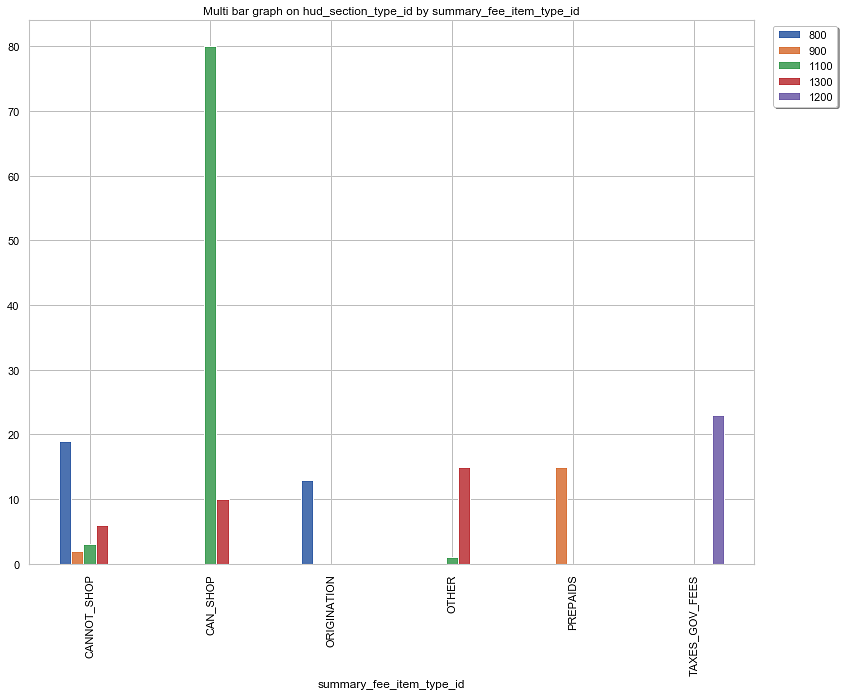 Multi bar graph on hud_section_type_id by summary_fee_item_type_id
800
900
1100
1300
1200
80
70
60
50
40
30
20
10
0
CANNOT_SHOP
CAN_SHOP
ORIGINATION
OTHER
PREPAIDS
TAXES_GOV_FEES
summary_fee_item_type_id